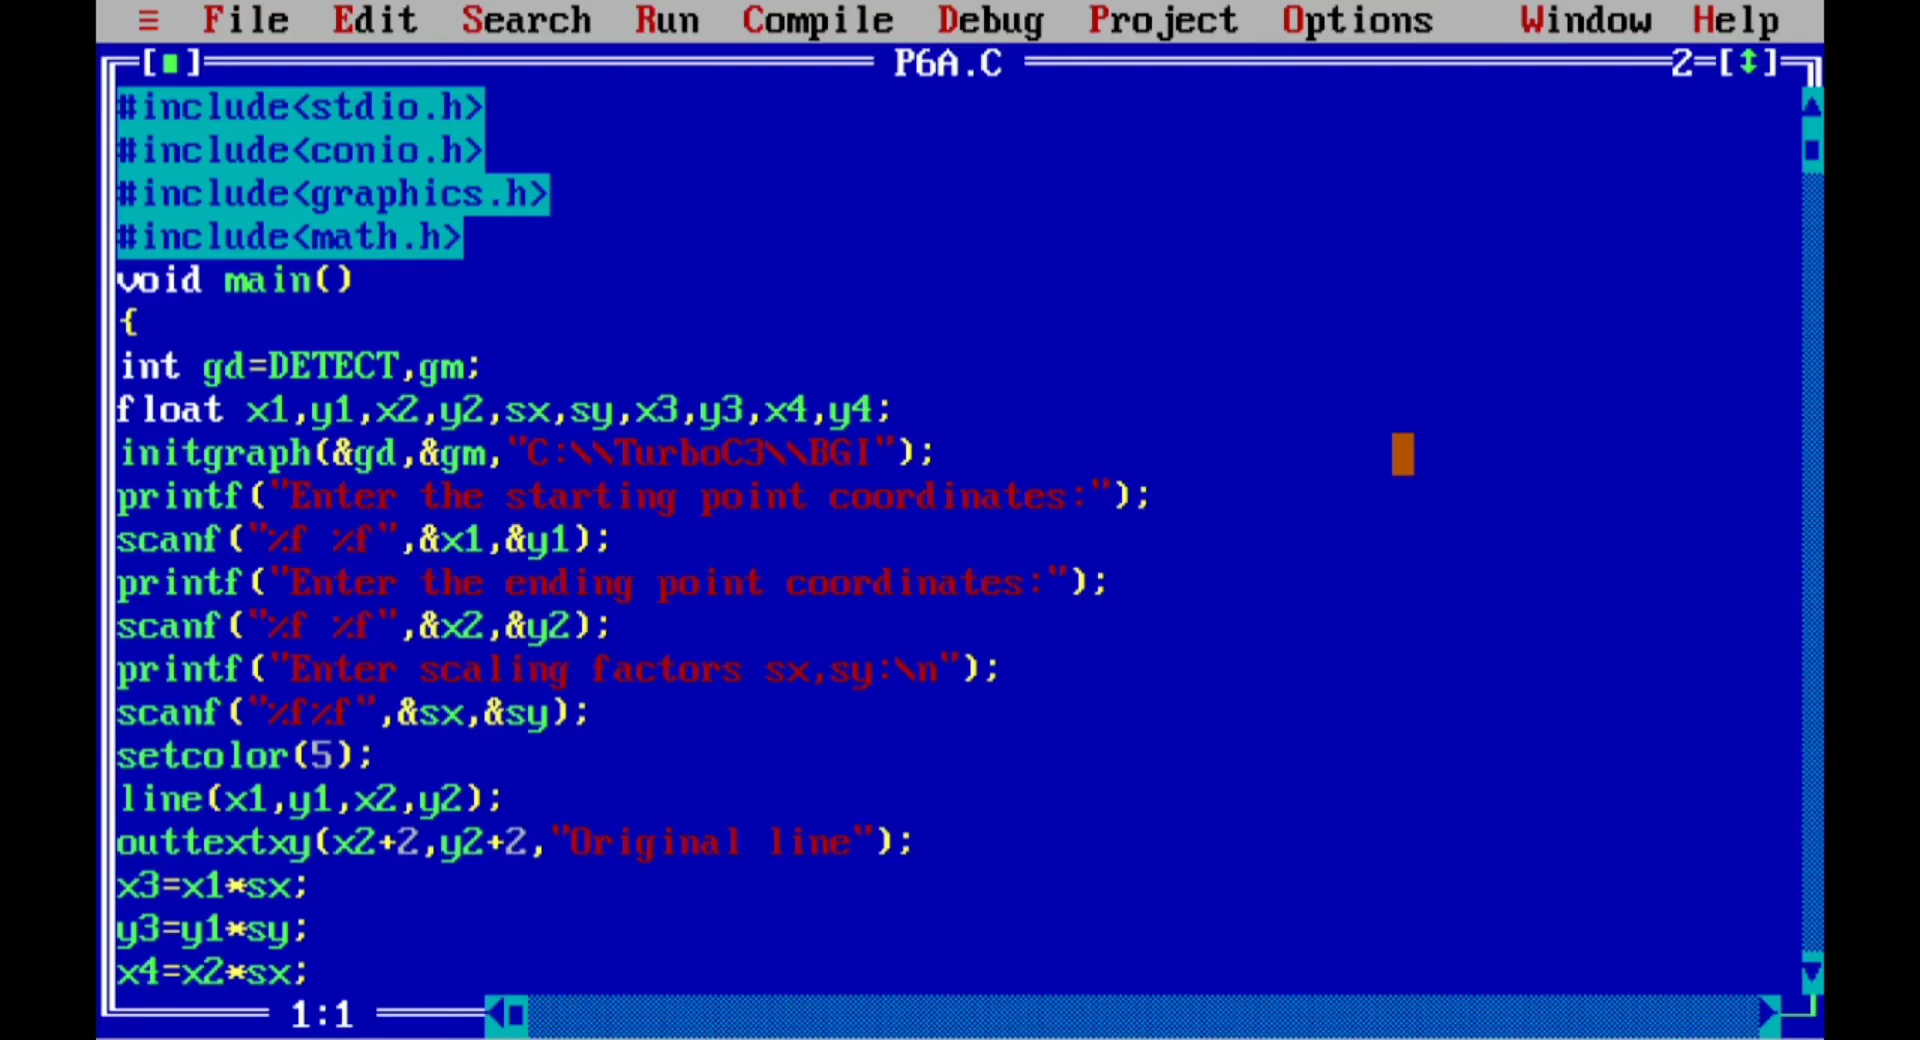 ≡ File Edit Search Run Compile Debug Project Options Window Help
[■] P6A.C 2=[↕]
#include<stdio.h>
#include<conio.h>
#include<graphics.h>
#include<math.h>
void main()
{
int gd=DETECT,gm;
float x1,y1,x2,y2,sx,sy,x3,y3,x4,y4;
initgraph(&gd,&gm,"C:\\TurboC3\\BGI");
printf("Enter the starting point coordinates:");
scanf("%f %f",&x1,&y1);
printf("Enter the ending point coordinates:");
scanf("%f %f",&x2,&y2);
printf("Enter scaling factors sx,sy:\n");
scanf("%f%f",&sx,&sy);
setcolor(5);
line(x1,y1,x2,y2);
outtextxy(x2+2,y2+2,"Original line");
x3=x1*sx;
y3=y1*sy;
x4=x2*sx;
1:1